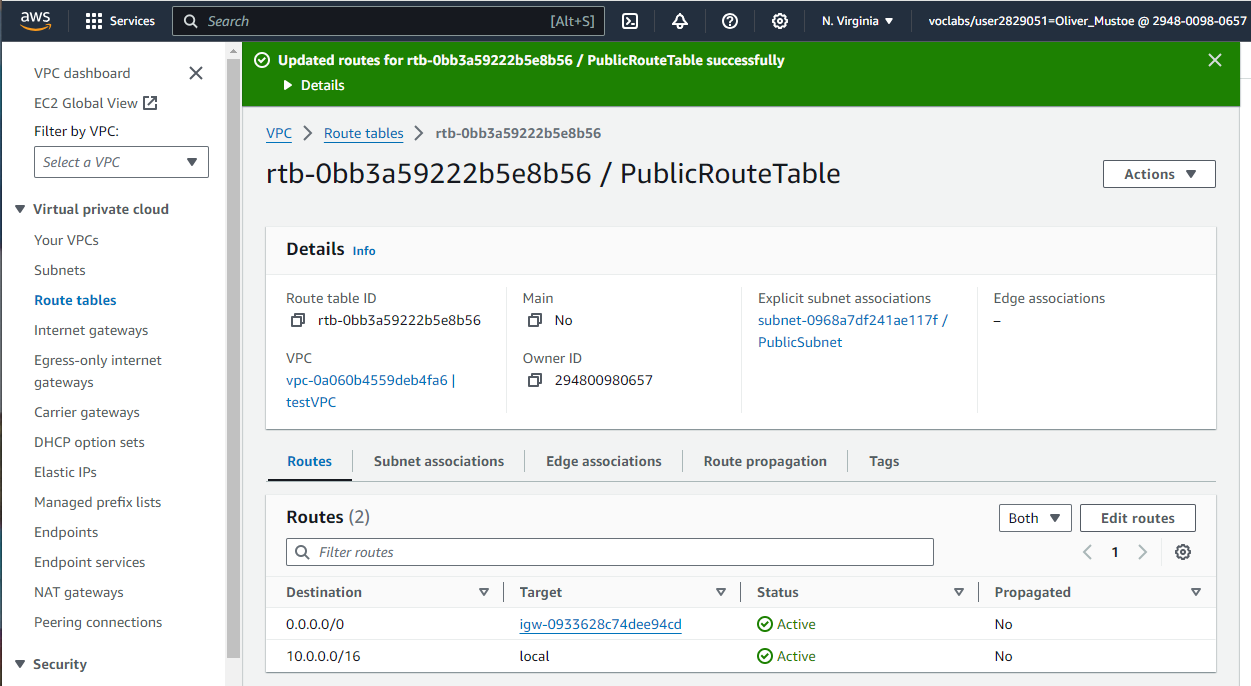 aws Services Search [Alt+S] N. Virginia voclabs/user2829051=Oliver_Mustoe @ 2948-0098-0657
VPC dashboard
EC2 Global View
Filter by VPC:
Select a VPC
Virtual private cloud
Your VPCs
Subnets
Route tables
Internet gateways
Egress-only internet
gateways
Carrier gateways
DHCP option sets
Elastic IPs
Managed prefix lists
Endpoints
Endpoint services
NAT gateways
Peering connections
Security
Updated routes for rtb-0bb3a59222b5e8b56 / PublicRouteTable successfully
Details
VPC Route tables rtb-0bb3a59222b5e8b56
rtb-0bb3a59222b5e8b56 / PublicRouteTable
Actions
Details Info
Route table ID
rtb-0bb3a59222b5e8b56
VPC
vpc-0a060b4559deb4fa6 |
testVPC
Main
No
Owner ID
294800980657
Explicit subnet associations
subnet-0968a7df241ae117f /
PublicSubnet
Edge associations
–
Routes Subnet associations Edge associations Route propagation Tags
Routes (2)
Both Edit routes
Filter routes
1
Destination Target Status Propagated
0.0.0.0/0 igw-0933628c74dee94cd Active No
10.0.0.0/16 local Active No